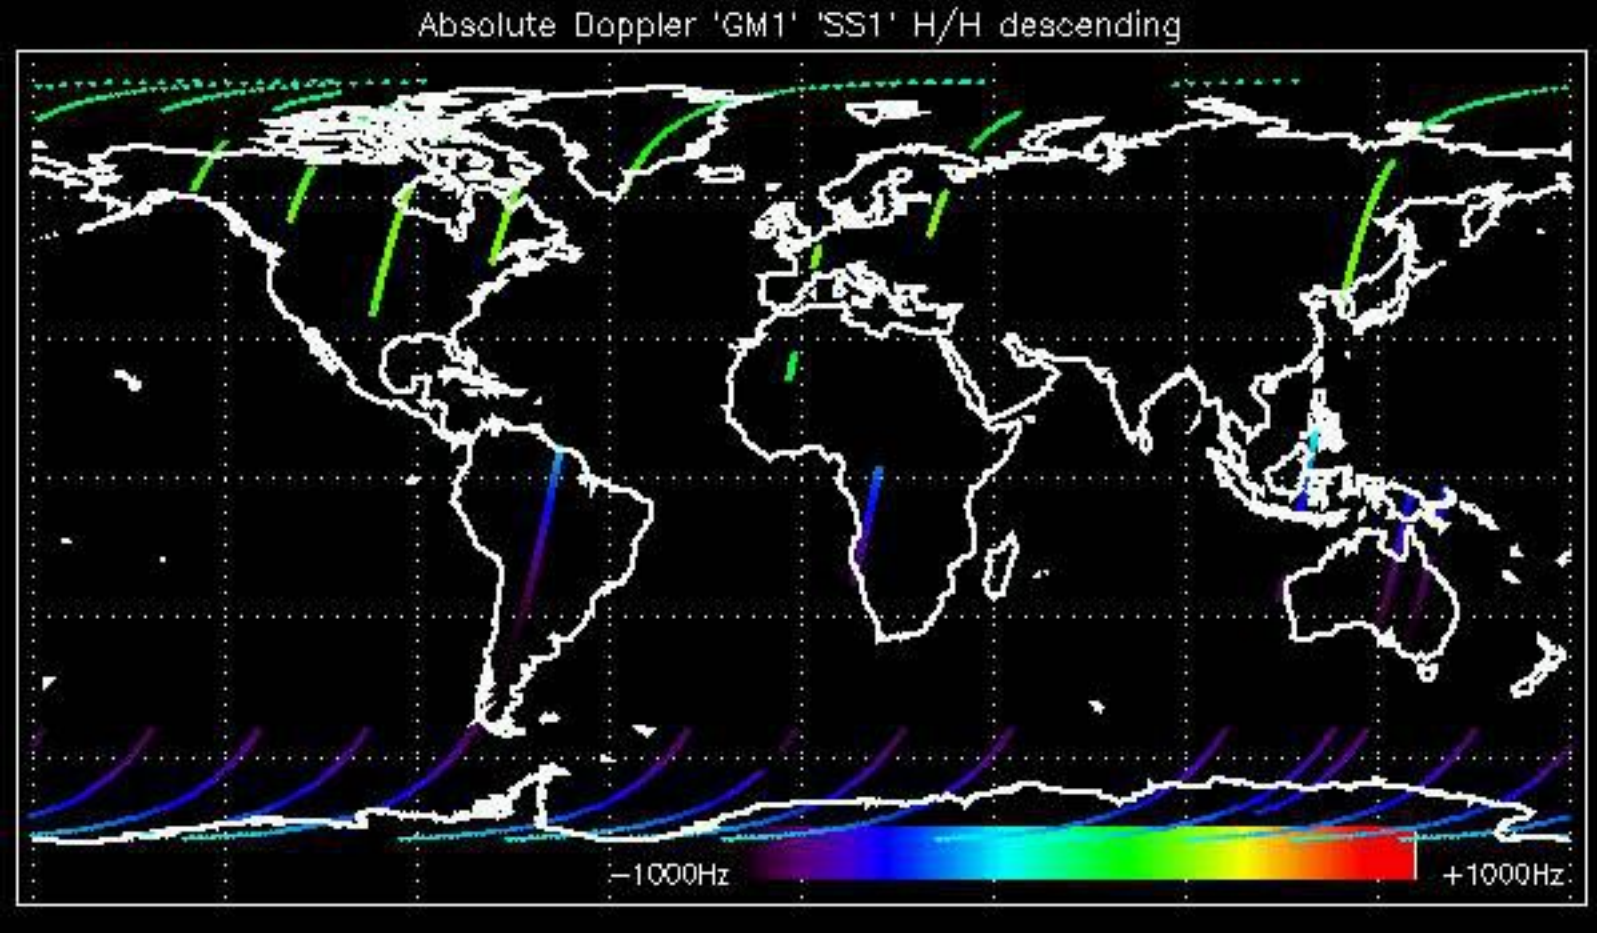 Absolute Doppler 'GM1' 'SS1' H/H descending
−1000Hz
+1000Hz